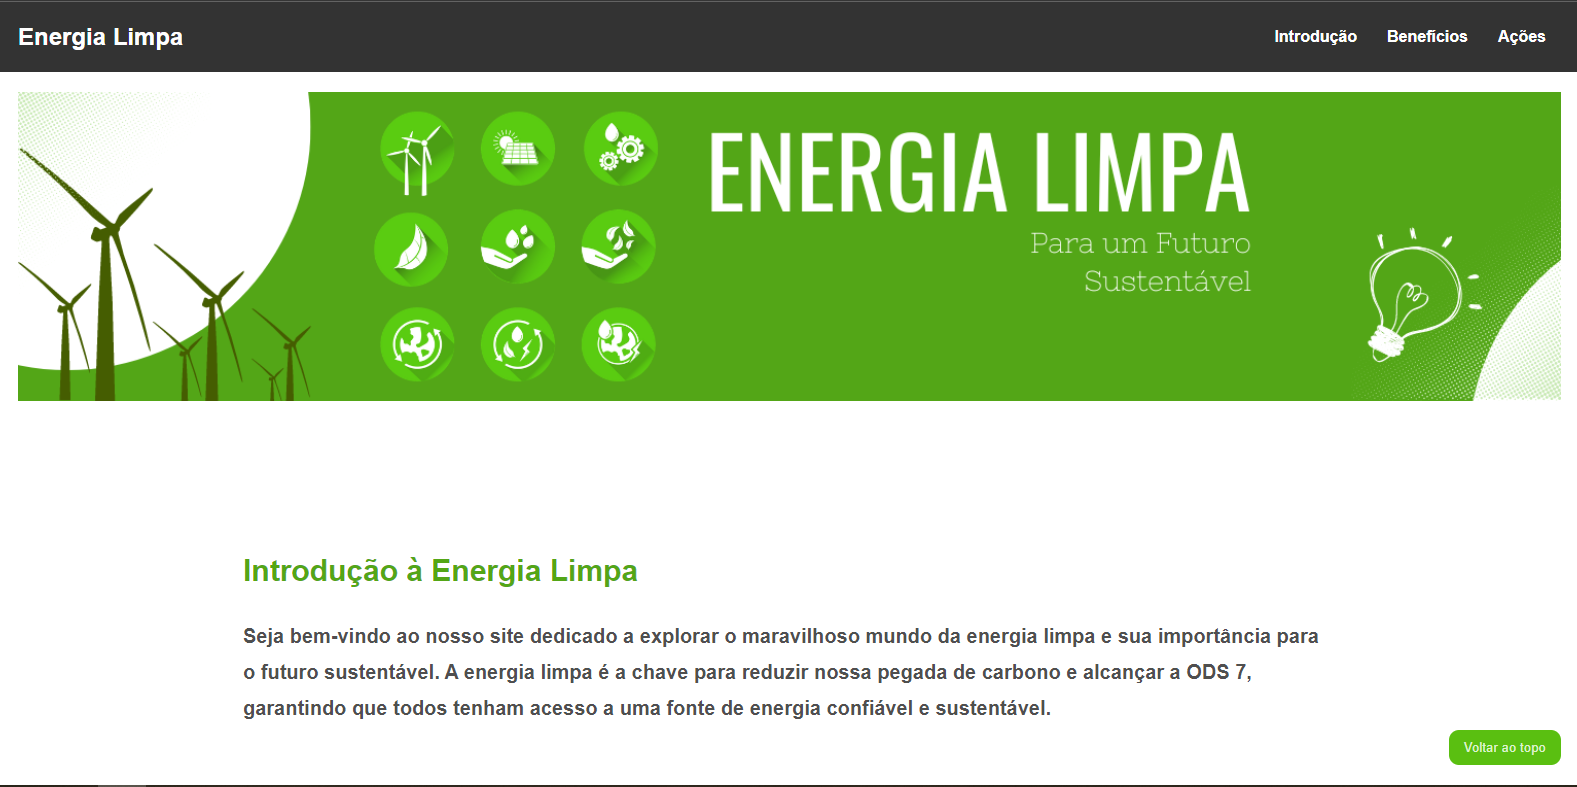 Energia Limpa
Introdução
Benefícios
Ações
ENERGIA LIMPA
Para um Futuro
Sustentável
Introdução à Energia Limpa
Seja bem-vindo ao nosso site dedicado a explorar o maravilhoso mundo da energia limpa e sua importância para
o futuro sustentável. A energia limpa é a chave para reduzir nossa pegada de carbono e alcançar a ODS 7,
garantindo que todos tenham acesso a uma fonte de energia confiável e sustentável.
Voltar ao topo